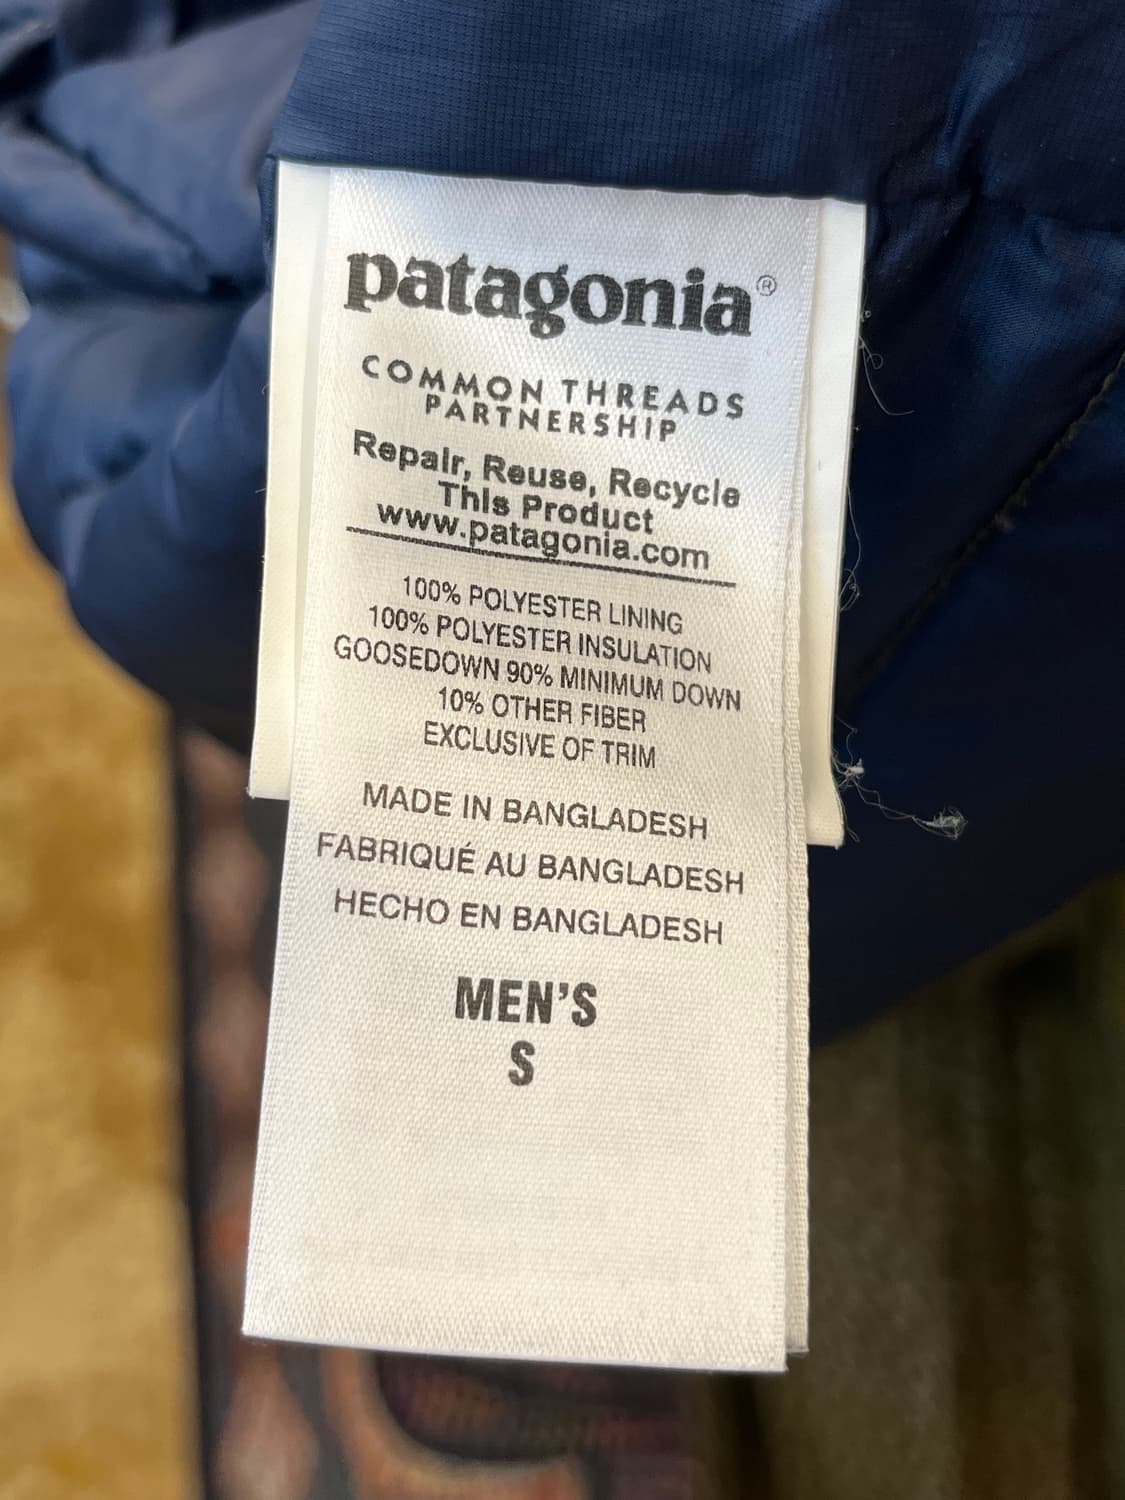 patagonia®
COMMON THREADS
PARTNERSHIP
Repair, Reuse, Recycle
This Product
www.patagonia.com
100% POLYESTER LINING
100% POLYESTER INSULATION
GOOSEDOWN 90% MINIMUM DOWN
10% OTHER FIBER
EXCLUSIVE OF TRIM
MADE IN BANGLADESH
FABRIQUÉ AU BANGLADESH
HECHO EN BANGLADESH
MEN'S
S